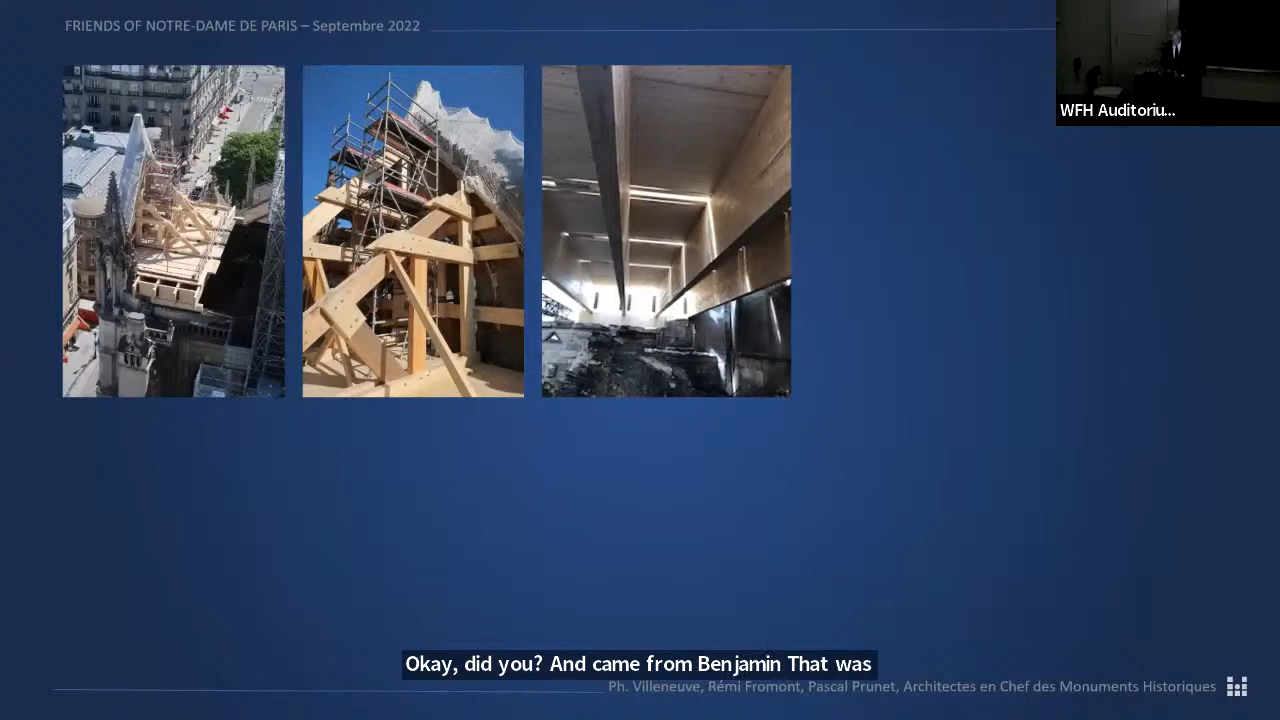 FRIENDS OF NOTRE-DAME DE PARIS – Septembre 2022
WFH Auditoriu...
Okay, did you? And came from Benjamin That was
Ph. Villeneuve, Rémi Fromont, Pascal Prunet, Architectes en Chef des Monuments Historiques